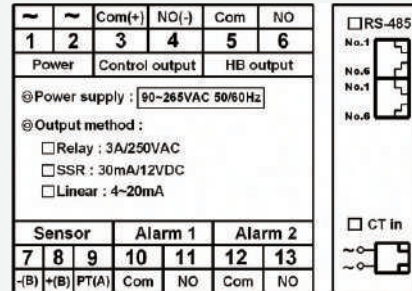 ~ ~ Com(+) NO(-) Com NO
1 2 3 4 5 6
Power Control output HB output
◎Power supply : 90~265VAC 50/60Hz
◎Output method :
□Relay : 3A/250VAC
□SSR : 30mA/12VDC
□Linear : 4~20mA
Sensor Alarm 1 Alarm 2
7 8 9 10 11 12 13
-(B) +(B) PT(A) Com NO Com NO
□RS-485
No.1
No.6
No.1
No.6
□ CT in
~
~